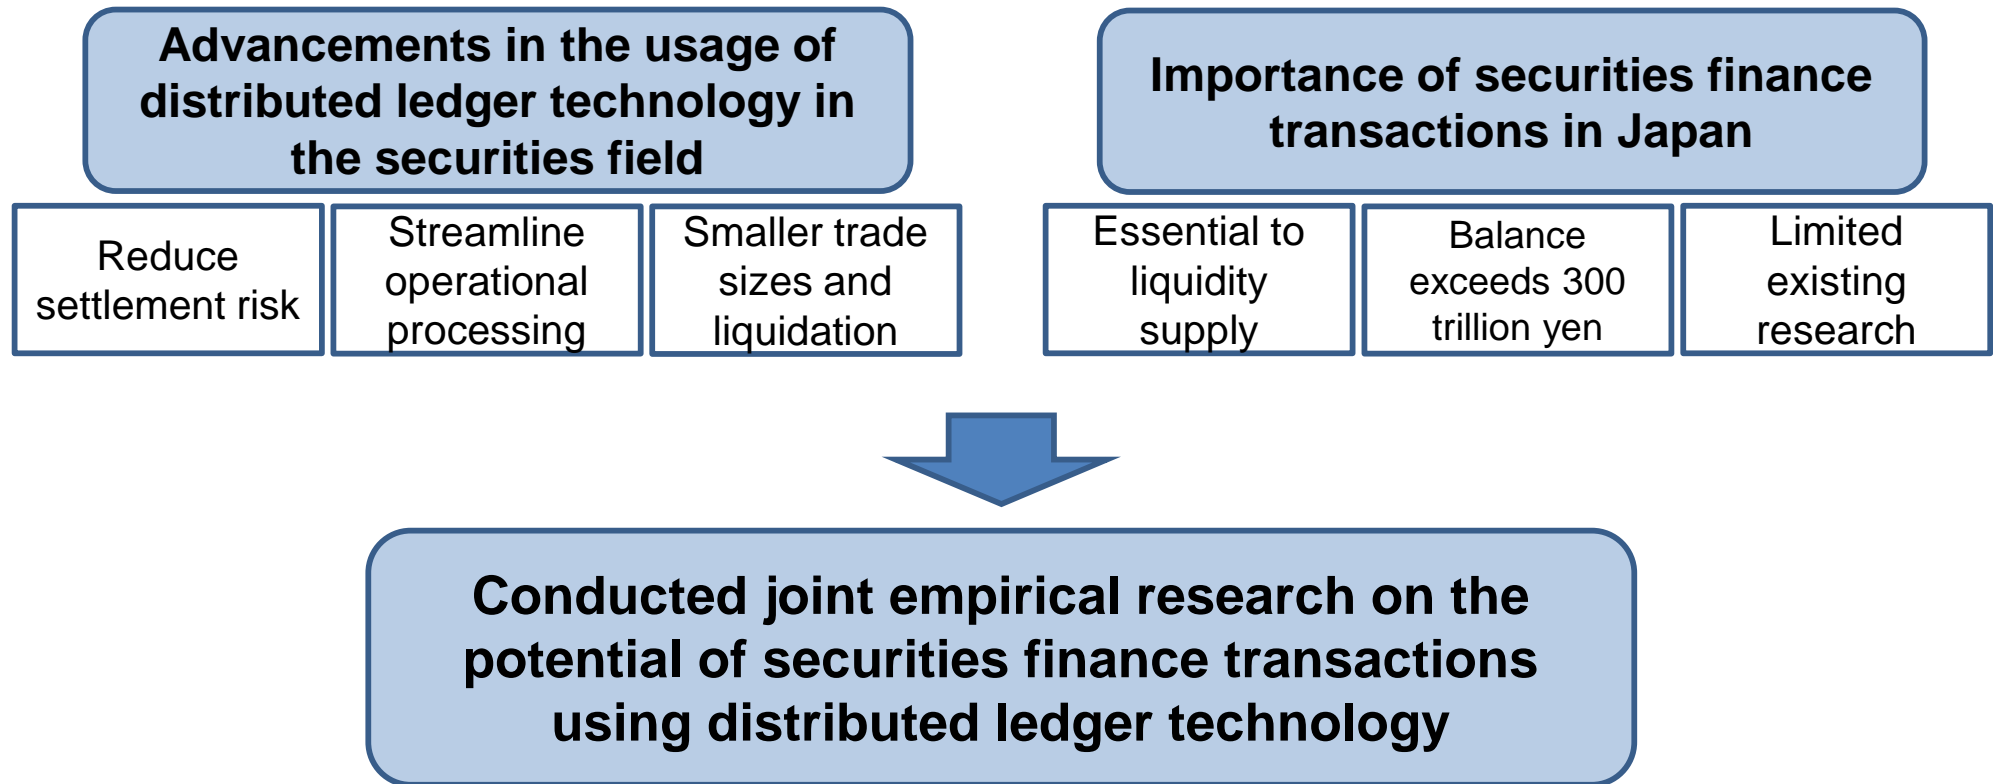 Advancements in the usage of
distributed ledger technology in
the securities field
Reduce
settlement risk
Streamline
operational
processing
Smaller trade
sizes and
liquidation
Importance of securities finance
transactions in Japan
Essential to
liquidity
supply
Balance
exceeds 300
trillion yen
Limited
existing
research
Conducted joint empirical research on the
potential of securities finance transactions
using distributed ledger technology